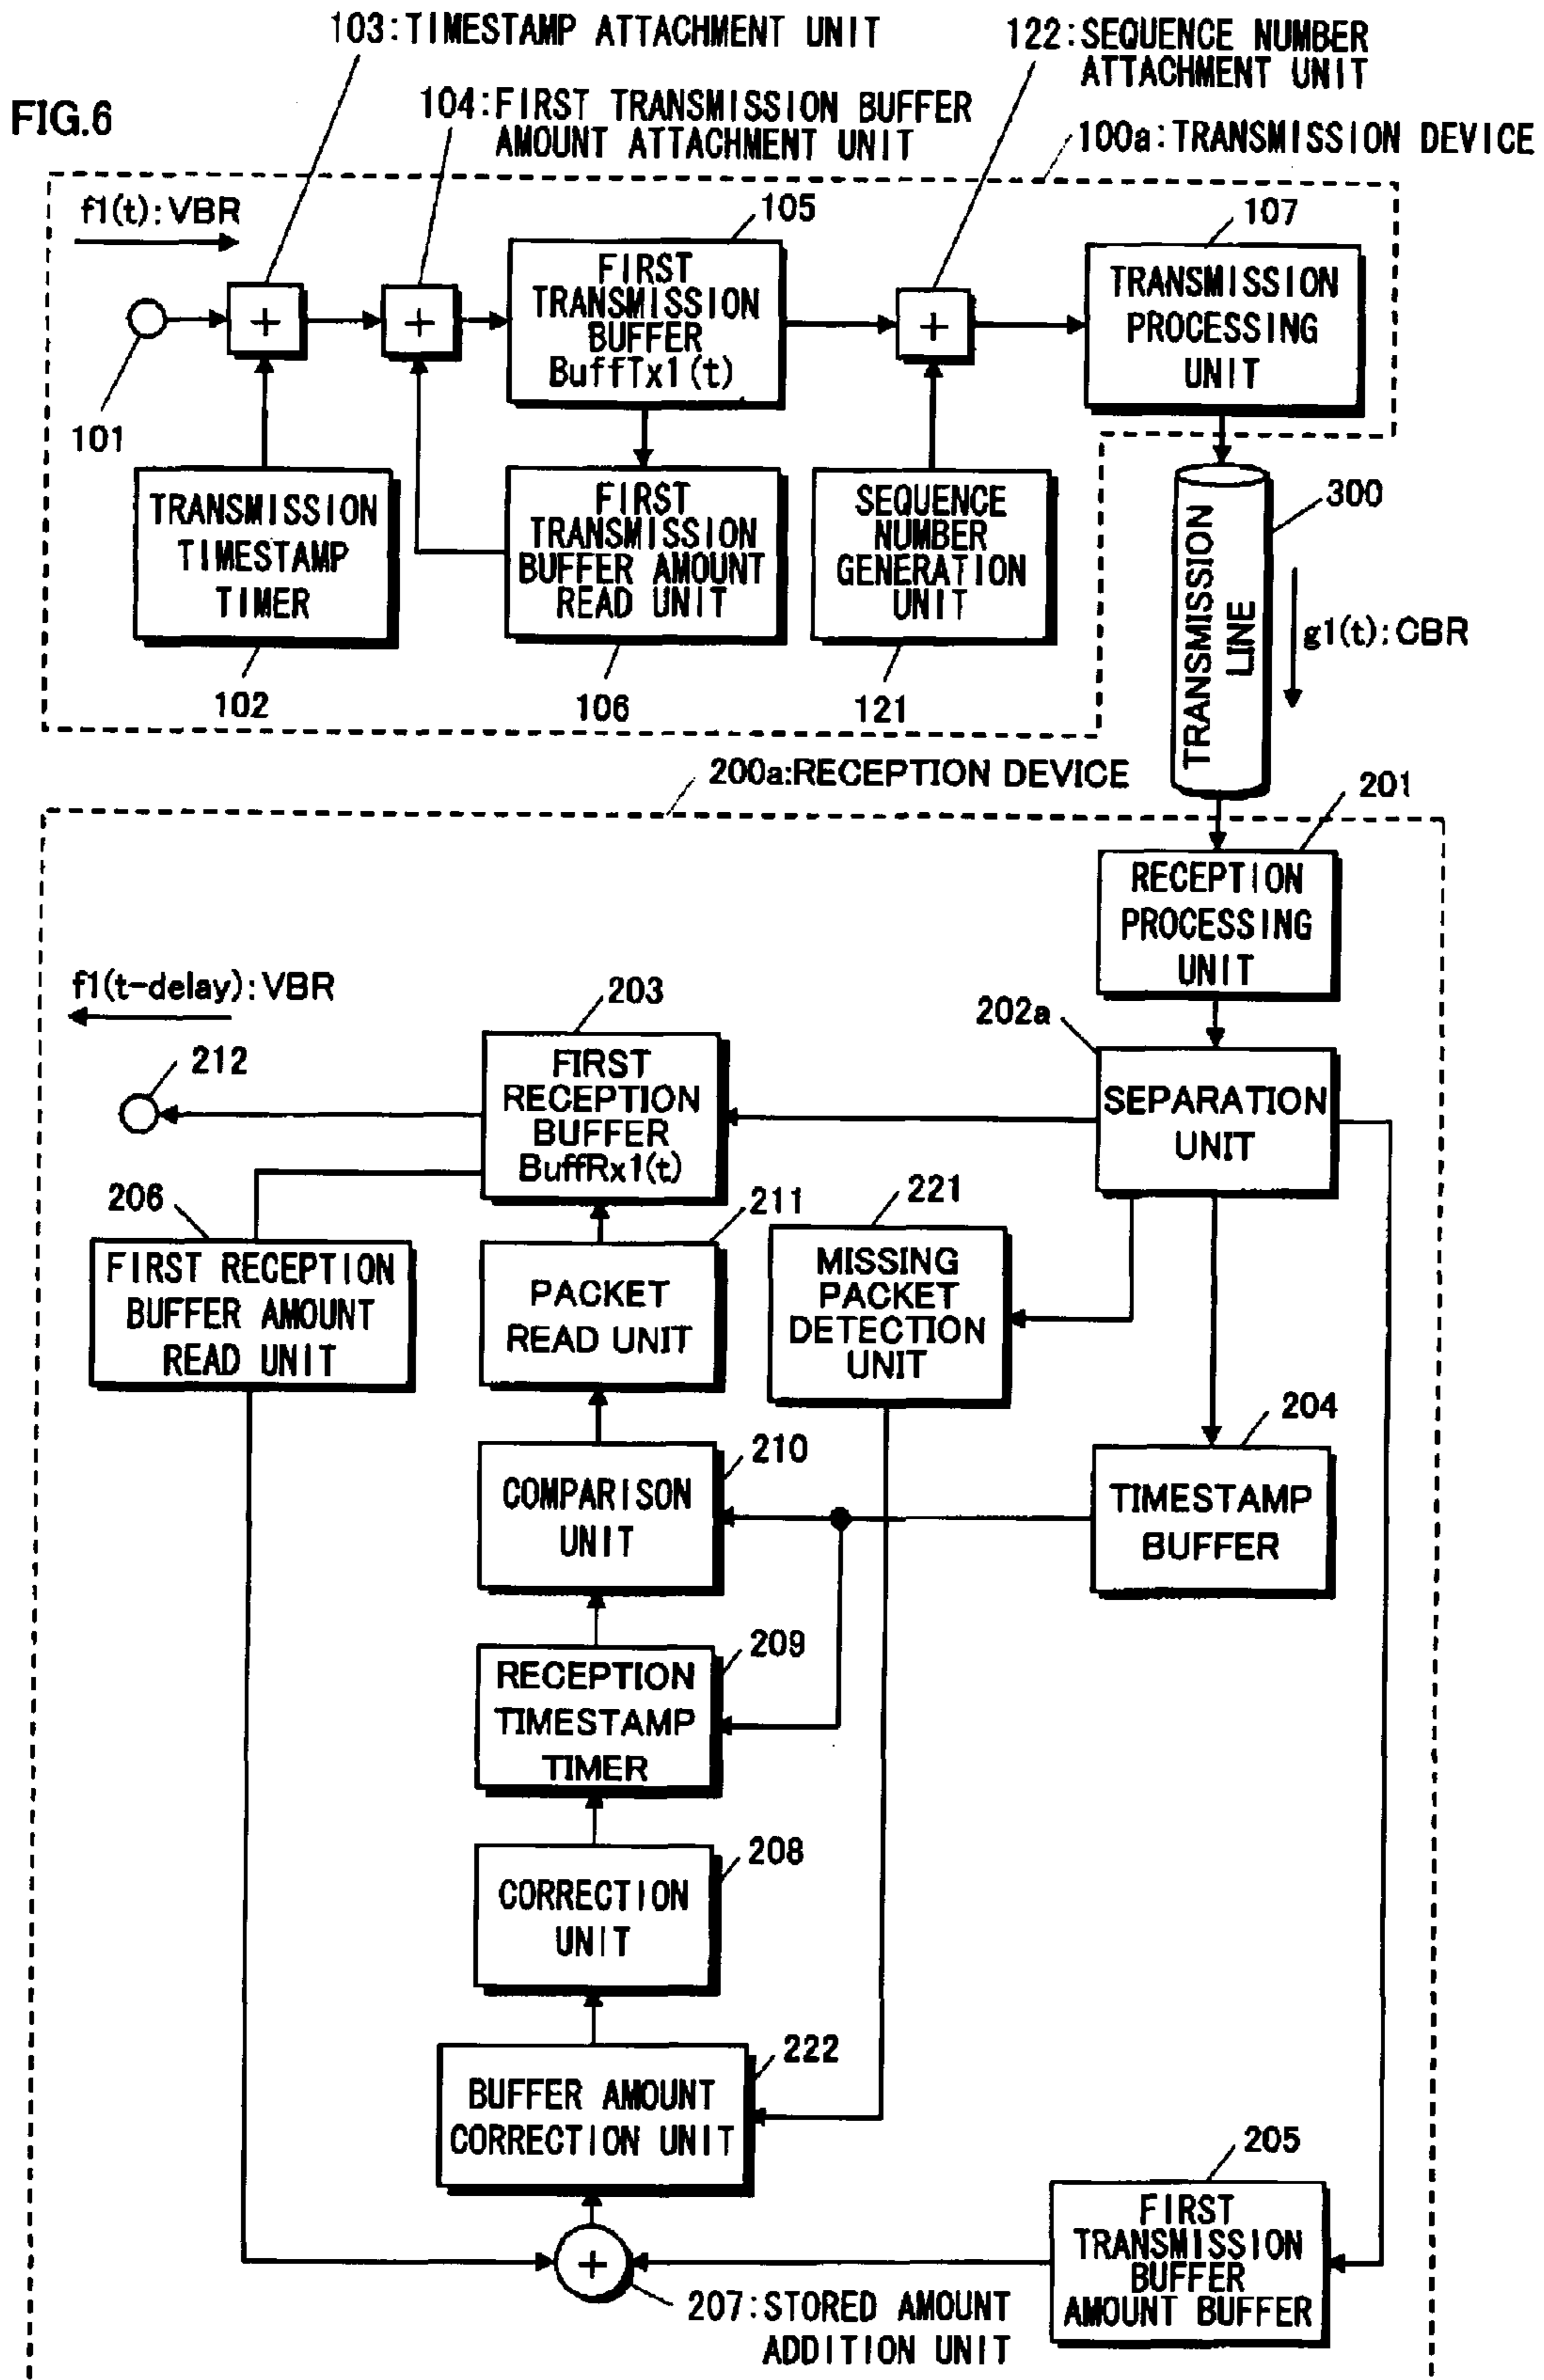 FIG.6
103:TIMESTAMP ATTACHMENT UNIT
122:SEQUENCE NUMBER
ATTACHMENT UNIT
104:FIRST TRANSMISSION BUFFER
AMOUNT ATTACHMENT UNIT
100a:TRANSMISSION DEVICE
f1(t):VBR
105
107
FIRST
TRANSMISSION
BUFFER
BuffTx1(t)
TRANSMISSION
PROCESSING
UNIT
+
+
+
101
TRANSMISSION
TIMESTAMP
TIMER
FIRST
TRANSMISSION
BUFFER AMOUNT
READ UNIT
SEQUENCE
NUMBER
GENERATION
UNIT
300
TRANSMISSION
LINE
g1(t):CBR
102
106
121
200a:RECEPTION DEVICE
201
RECEPTION
PROCESSING
UNIT
f1(t-delay):VBR
203
202a
212
FIRST
RECEPTION
BUFFER
BuffRx1(t)
SEPARATION
UNIT
206
211
221
FIRST RECEPTION
BUFFER AMOUNT
READ UNIT
PACKET
READ UNIT
MISSING
PACKET
DETECTION
UNIT
204
210
COMPARISON
UNIT
TIMESTAMP
BUFFER
209
RECEPTION
TIMESTAMP
TIMER
208
CORRECTION
UNIT
222
BUFFER AMOUNT
CORRECTION UNIT
205
FIRST
TRANSMISSION
BUFFER
AMOUNT BUFFER
+
207:STORED AMOUNT
ADDITION UNIT